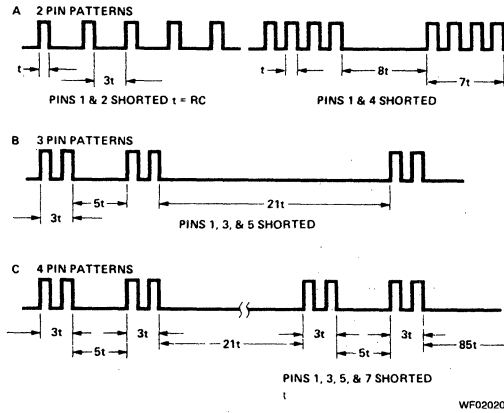 A 2 PIN PATTERNS
t
3t
t
8t
7t
PINS 1 & 2 SHORTED t = RC
PINS 1 & 4 SHORTED
B 3 PIN PATTERNS
3t
5t
21t
PINS 1, 3, & 5 SHORTED
C 4 PIN PATTERNS
3t
5t
3t
21t
3t
5t
3t
85t
PINS 1, 3, 5, & 7 SHORTED
t
WF02020